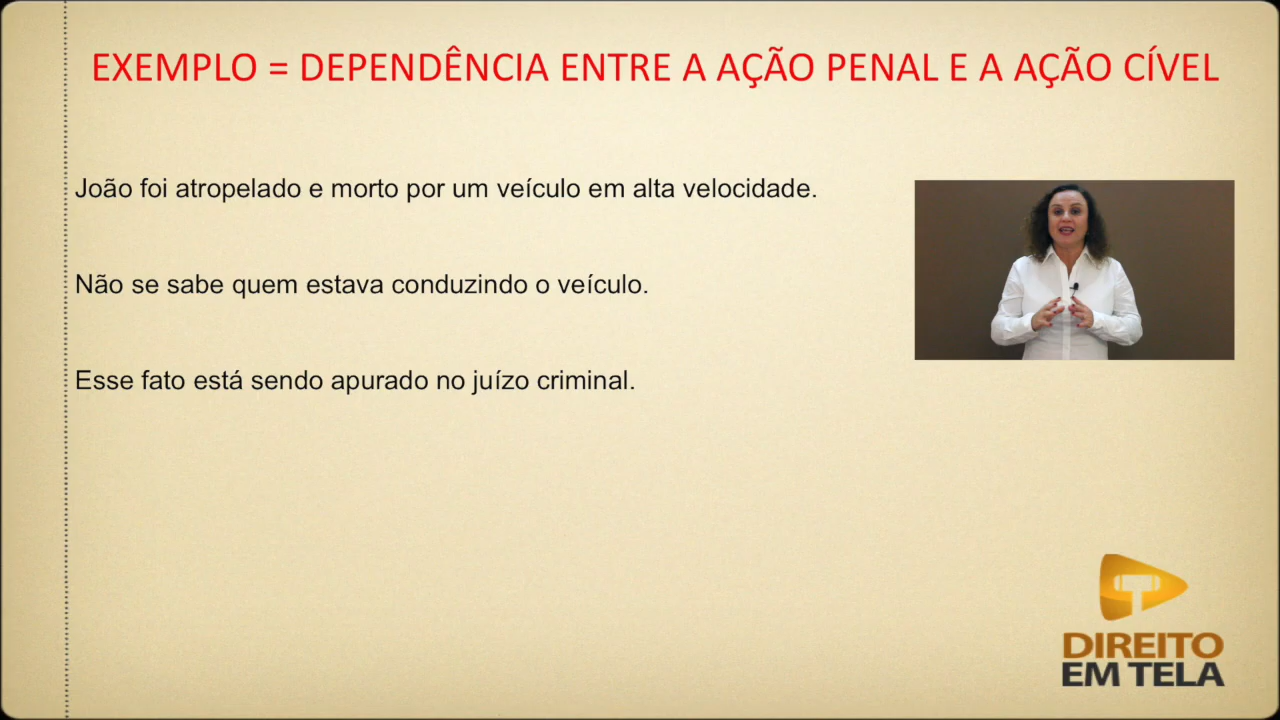 EXEMPLO = DEPENDÊNCIA ENTRE A AÇÃO PENAL E A AÇÃO CÍVEL
João foi atropelado e morto por um veículo em alta velocidade.
Não se sabe quem estava conduzindo o veículo.
Esse fato está sendo apurado no juízo criminal.
DIREITO
EM TELA